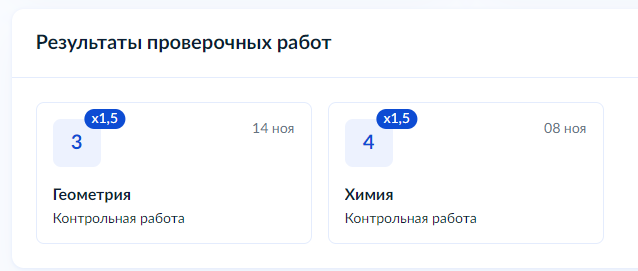 Результаты проверочных работ
3 x1,5 14 ноя
Геометрия
Контрольная работа
4 x1,5 08 ноя
Химия
Контрольная работа